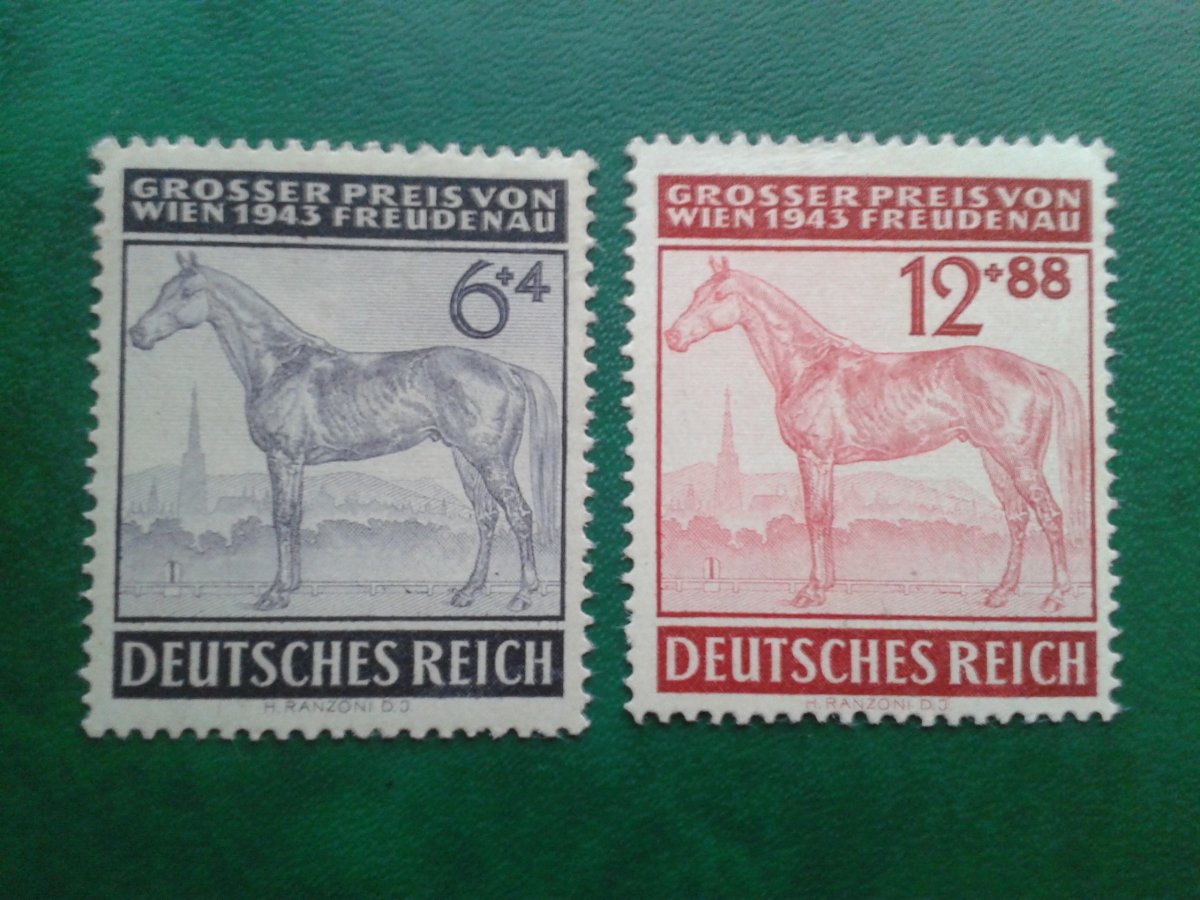 GROSSER PREIS VON
WIEN 1943 FREUDENAU
6+4
DEUTSCHES REICH
H. RANZONI D.J.
GROSSER PREIS VON
WIEN 1943 FREUDENAU
12+88
DEUTSCHES REICH
H. RANZONI D.J.